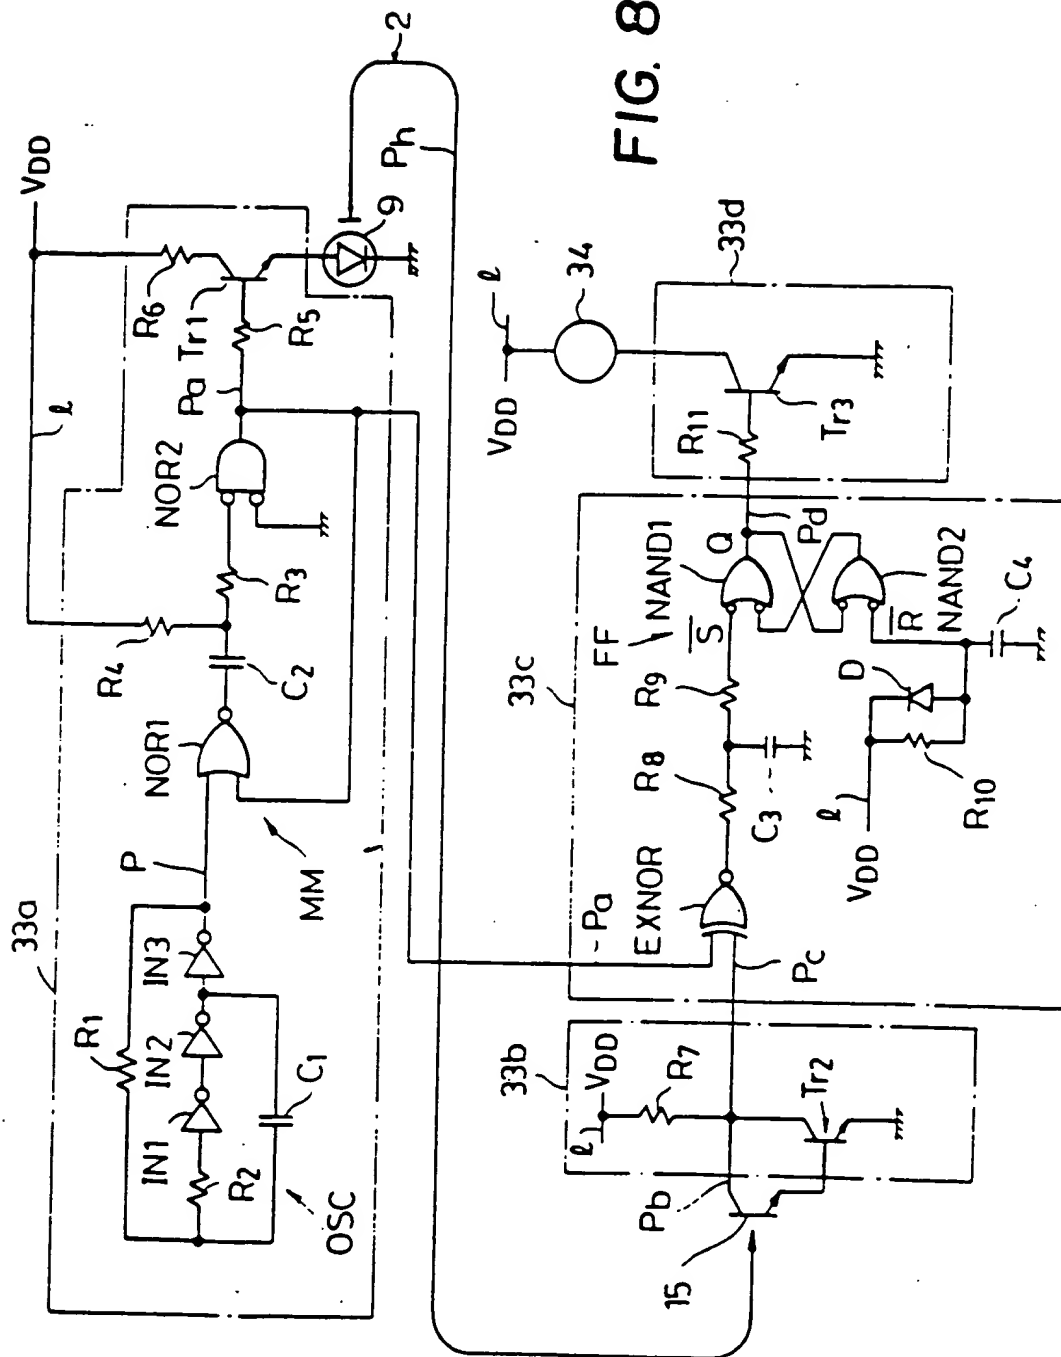 FIG. 8
33a
R1
IN1
IN2
IN3
R2
C1
OSC
P
NOR1
MM
C2
R4
R3
NOR2
ℓ
Pa
Tr1
R5
R6
VDD
9
Ph
2
33b
ℓ
VDD
R7
Pb
15
Tr2
33c
Pa
Pc
EXNOR
R8
C3
R9
FF
S
NAND1
Q
Pd
R
NAND2
D
R10
ℓ
VDD
C4
33d
R11
Tr3
VDD
ℓ
34